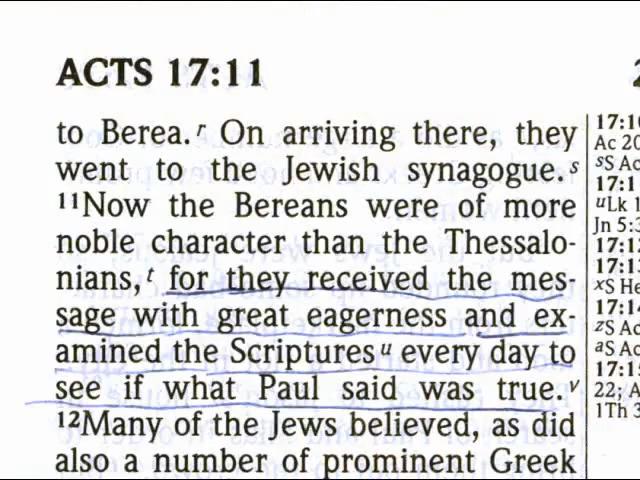 ACTS 17:11
to Berea.ʳ On arriving there, they
went to the Jewish synagogue.ˢ
¹¹Now the Bereans were of more
noble character than the Thessalo-
nians,ᵗ for they received the mes-
sage with great eagerness and ex-
amined the Scripturesᵘ every day to
see if what Paul said was true.ᵛ
¹²Many of the Jews believed, as did
also a number of prominent Greek
2
17:10
Ac 20
ˢS Ac
17:1
ᵘLk 1
Jn 5:3
17:12
17:13
ˣS He
17:14
ᶻS Ac
ᵃS Ac
17:15
22; A
1Th 3